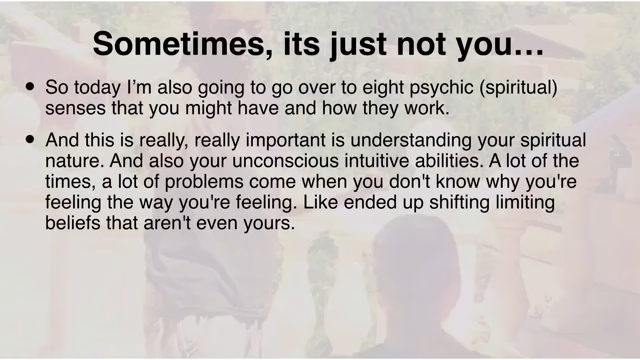 Sometimes, its just not you…
• So today I’m also going to go over to eight psychic (spiritual)
senses that you might have and how they work.
• And this is really, really important is understanding your spiritual
nature. And also your unconscious intuitive abilities. A lot of the
times, a lot of problems come when you don't know why you're
feeling the way you're feeling. Like ended up shifting limiting
beliefs that aren't even yours.